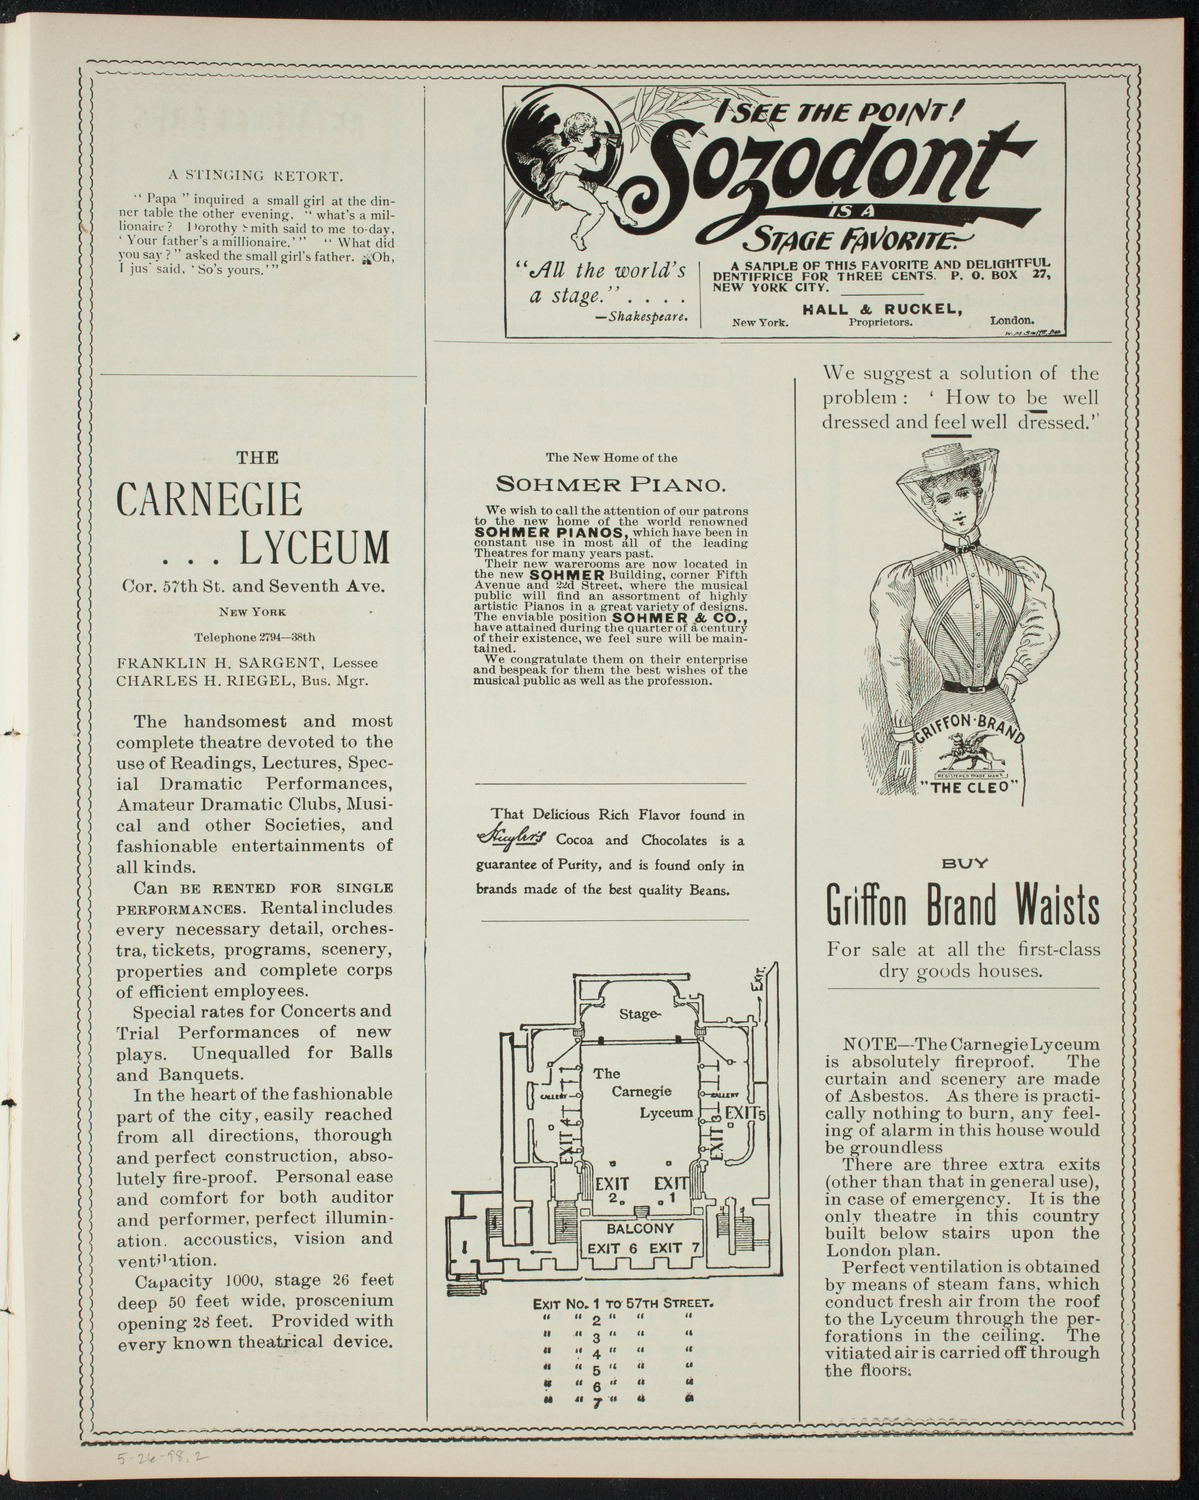 A STINGING RETORT.
“ Papa ” inquired a small girl at the din-
ner table the other evening, “ what's a mil-
lionaire ? Dorothy Smith said to me to-day,
‘ Your father's a millionaire.’ ” “ What did
you say ? ” asked the small girl's father. “Oh,
I jus' said, ‘So's yours.’ ”
THE
CARNEGIE
. . . LYCEUM
Cor. 57th St. and Seventh Ave.
NEW YORK
Telephone 2794—38th
FRANKLIN H. SARGENT, Lessee
CHARLES H. RIEGEL, Bus. Mgr.
The handsomest and most
complete theatre devoted to the
use of Readings, Lectures, Spec-
ial Dramatic Performances,
Amateur Dramatic Clubs, Musi-
cal and other Societies, and
fashionable entertainments of
all kinds.
Can BE RENTED FOR SINGLE
PERFORMANCES. Rental includes
every necessary detail, orches-
tra, tickets, programs, scenery,
properties and complete corps
of efficient employees.
Special rates for Concerts and
Trial Performances of new
plays. Unequalled for Balls
and Banquets.
In the heart of the fashionable
part of the city, easily reached
from all directions, thorough
and perfect construction, abso-
lutely fire-proof. Personal ease
and comfort for both auditor
and performer, perfect illumin-
ation. accoustics, vision and
ventilation.
Capacity 1000, stage 26 feet
deep 50 feet wide, proscenium
opening 28 feet. Provided with
every known theatrical device.
I SEE THE POINT!
Sozodont
IS A
STAGE FAVORITE
“All the world's
a stage.” . . . .
—Shakespeare.
A SAMPLE OF THIS FAVORITE AND DELIGHTFUL
DENTIFRICE FOR THREE CENTS. P. O. BOX 27,
NEW YORK CITY.
HALL & RUCKEL,
New York. Proprietors. London.
The New Home of the
SOHMER PIANO.
We wish to call the attention of our patrons
to the new home of the world renowned
SOHMER PIANOS, which have been in
constant use in most all of the leading
Theatres for many years past.
Their new warerooms are now located in
the new SOHMER Building, corner Fifth
Avenue and 22d Street, where the musical
public will find an assortment of highly
artistic Pianos in a great variety of designs.
The enviable position SOHMER & CO.,
have attained during the quarter of a century
of their existence, we feel sure will be main-
tained.
We congratulate them on their enterprise
and bespeak for them the best wishes of the
musical public as well as the profession.
That Delicious Rich Flavor found in
Huyler's Cocoa and Chocolates is a
guarantee of Purity, and is found only in
brands made of the best quality Beans.
EXIT.
Stage
The
Carnegie
Lyceum
GALLERY
GALLERY
EXIT 4
EXIT 3
EXIT 5
EXIT 2
EXIT 1
BALCONY
EXIT 6 EXIT 7
EXIT NO. 1 TO 57TH STREET.
“ “ 2 “ “ “
“ “ 3 “ “ “
“ “ 4 “ “ “
“ “ 5 “ “ “
“ “ 6 “ “ “
“ “ 7 “ “ “
We suggest a solution of the
problem : ‘ How to be well
dressed and feel well dressed.’’
GRIFFON·BRAND
REGISTERED TRADE MARK
“THE CLEO”
BUY
Griffon Brand Waists
For sale at all the first-class
dry goods houses.
NOTE—The Carnegie Lyceum
is absolutely fireproof. The
curtain and scenery are made
of Asbestos. As there is practi-
cally nothing to burn, any feel-
ing of alarm in this house would
be groundless
There are three extra exits
(other than that in general use),
in case of emergency. It is the
only theatre in this country
built below stairs upon the
London plan.
Perfect ventilation is obtained
by means of steam fans, which
conduct fresh air from the roof
to the Lyceum through the per-
forations in the ceiling. The
vitiated air is carried off through
the floors.
5-26-98, 2